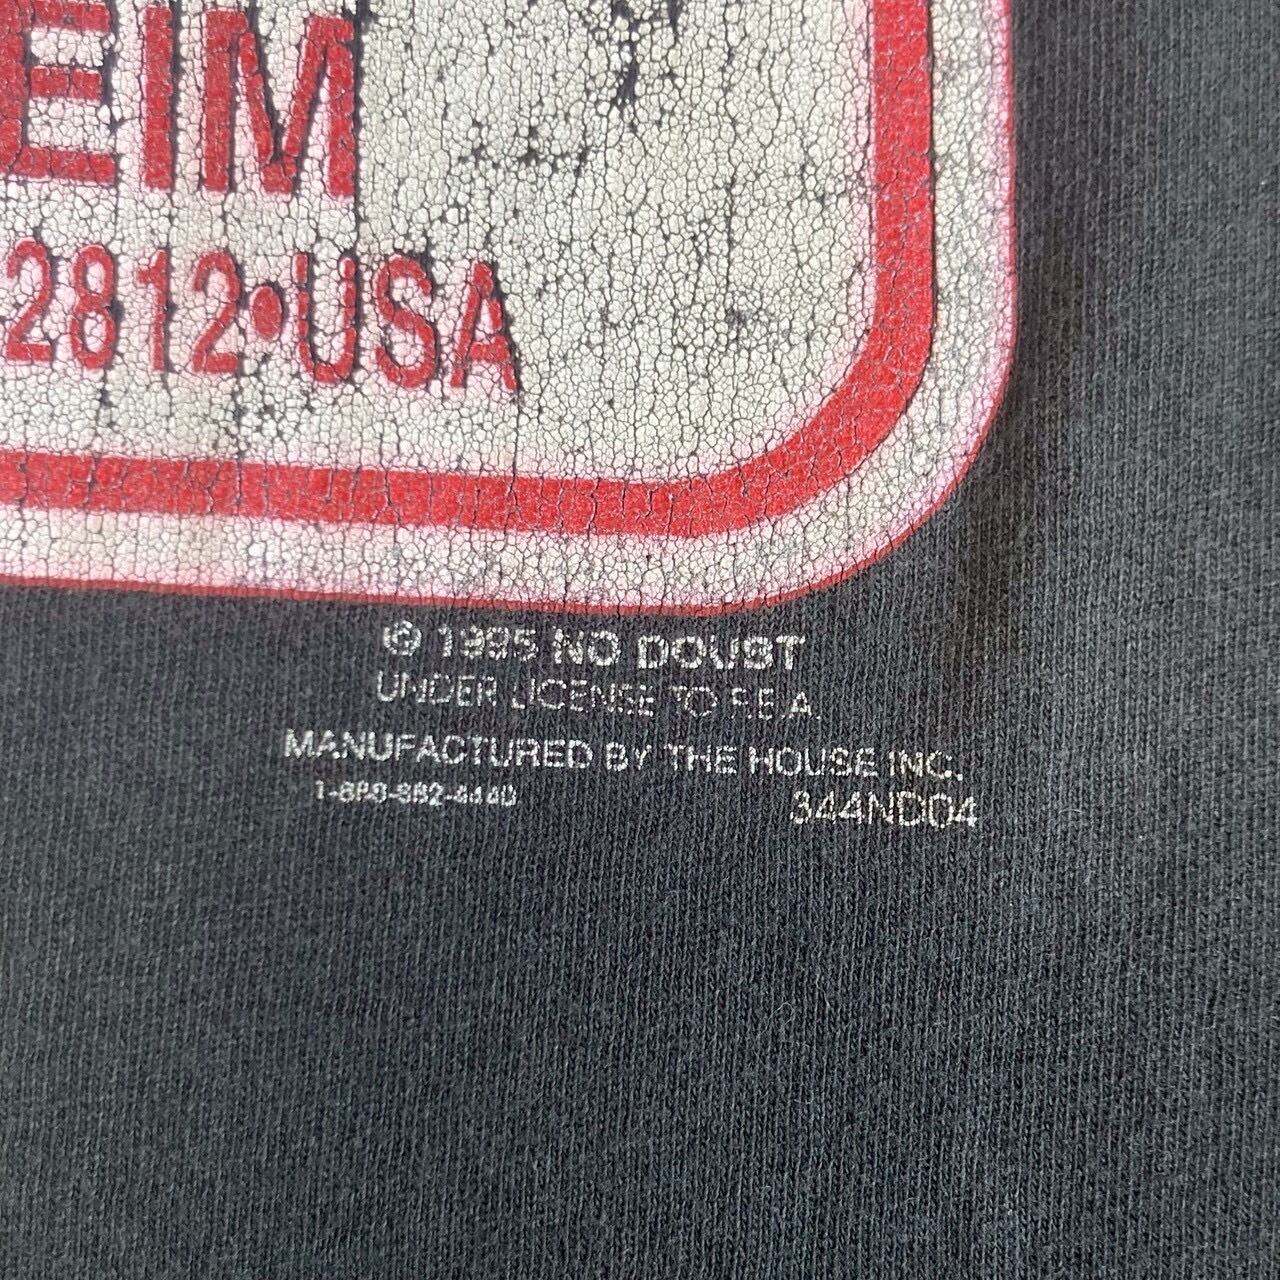 EIM
2812•USA
© 1995 NO DOUBT
UNDER LICENSE TO F.E.A.
MANUFACTURED BY THE HOUSE INC.
344ND04